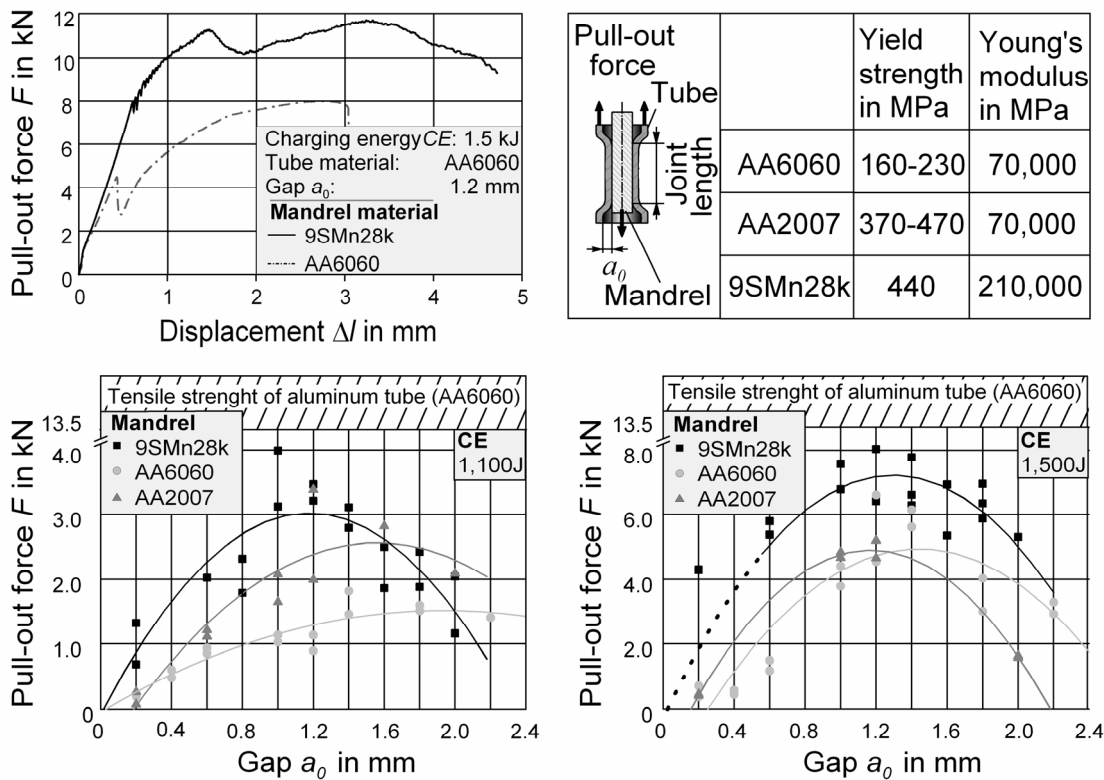 12
10
8
6
4
2
0
Pull-out force F in kN
0
1
2
3
4
5
Displacement Δl in mm
Charging energy CE: 1.5 kJ
Tube material: AA6060
Gap a0: 1.2 mm
Mandrel material
9SMn28k
AA6060
Pull-out
force
Tube
Joint
length
a0
Mandrel
Yield strength in MPa
Young's modulus in MPa
AA6060 160-230 70,000
AA2007 370-470 70,000
9SMn28k 440 210,000
Tensile strenght of aluminum tube (AA6060)
13.5
4.0
3.0
2.0
1.0
0
Pull-out force F in kN
Mandrel
9SMn28k
AA6060
AA2007
CE
1,100J
0 0.4 0.8 1.2 1.6 2.0 2.4
Gap a0 in mm
Tensile strenght of aluminum tube (AA6060)
13.5
8.0
6.0
4.0
2.0
0
Pull-out force F in kN
Mandrel
9SMn28k
AA6060
AA2007
CE
1,500J
0 0.4 0.8 1.2 1.6 2.0 2.4
Gap a0 in mm